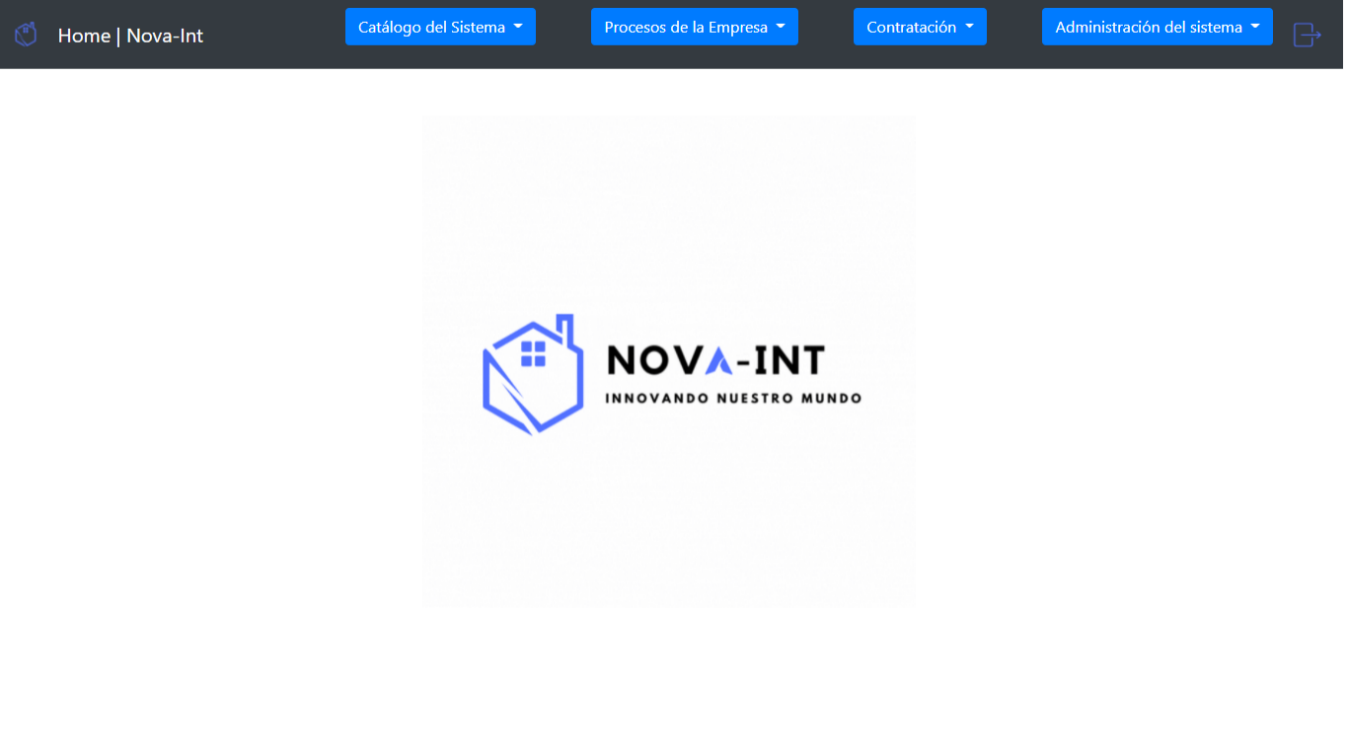 Home | Nova-Int
Catálogo del Sistema
Procesos de la Empresa
Contratación
Administración del sistema
NOVA-INT
INNOVANDO NUESTRO MUNDO